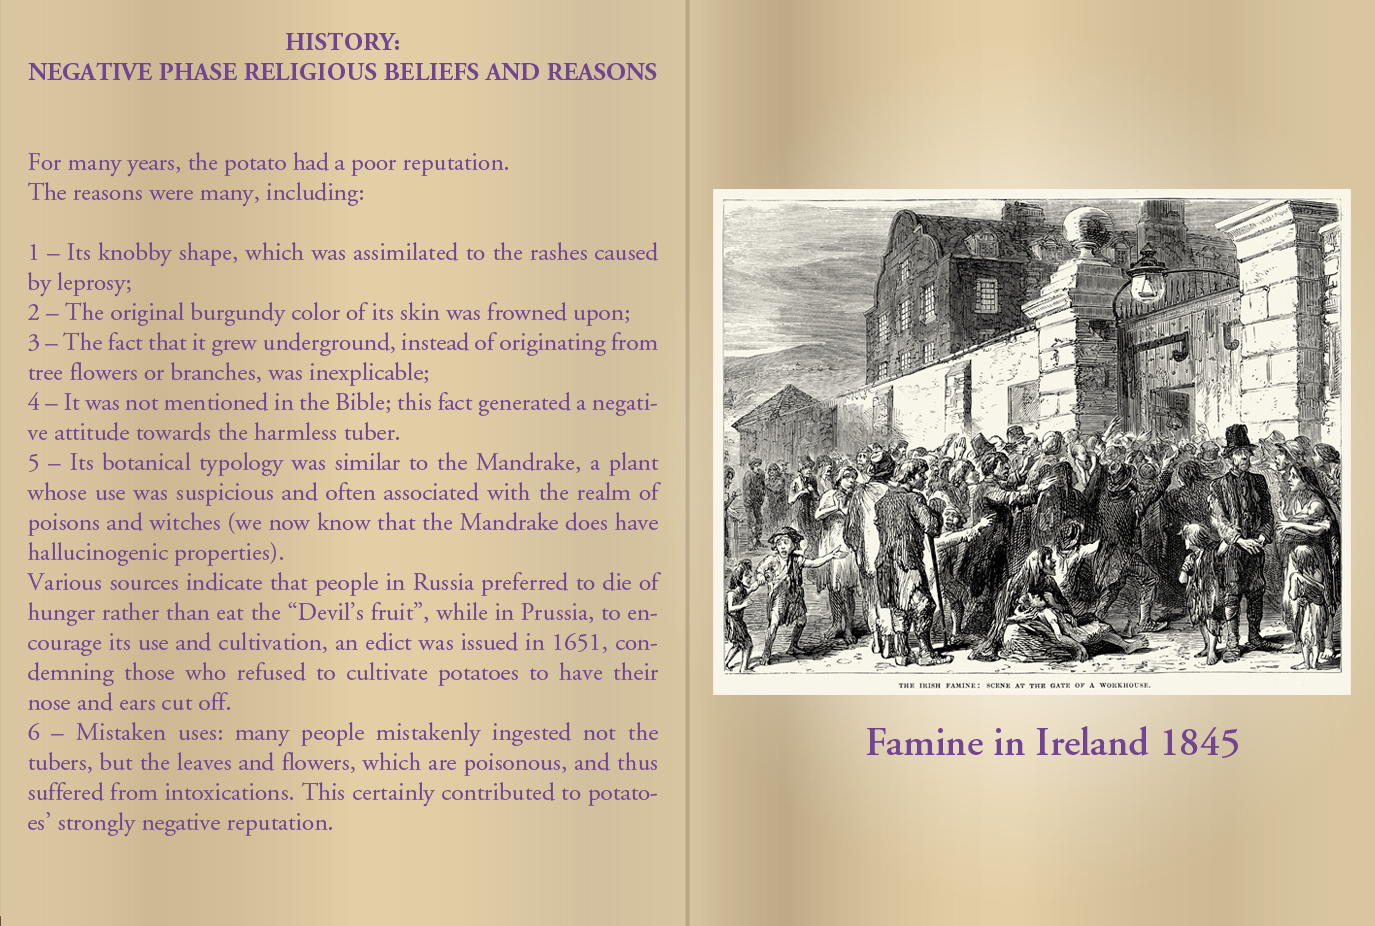 HISTORY:
NEGATIVE PHASE RELIGIOUS BELIEFS AND REASONS
For many years, the potato had a poor reputation.
The reasons were many, including:
1 – Its knobby shape, which was assimilated to the rashes caused
by leprosy;
2 – The original burgundy color of its skin was frowned upon;
3 – The fact that it grew underground, instead of originating from
tree flowers or branches, was inexplicable;
4 – It was not mentioned in the Bible; this fact generated a negati-
ve attitude towards the harmless tuber.
5 – Its botanical typology was similar to the Mandrake, a plant
whose use was suspicious and often associated with the realm of
poisons and witches (we now know that the Mandrake does have
hallucinogenic properties).
Various sources indicate that people in Russia preferred to die of
hunger rather than eat the “Devil’s fruit”, while in Prussia, to en-
courage its use and cultivation, an edict was issued in 1651, con-
demning those who refused to cultivate potatoes to have their
nose and ears cut off.
6 – Mistaken uses: many people mistakenly ingested not the
tubers, but the leaves and flowers, which are poisonous, and thus
suffered from intoxications. This certainly contributed to potato-
es’ strongly negative reputation.
THE IRISH FAMINE: SCENE AT THE GATE OF A WORKHOUSE.
Famine in Ireland 1845